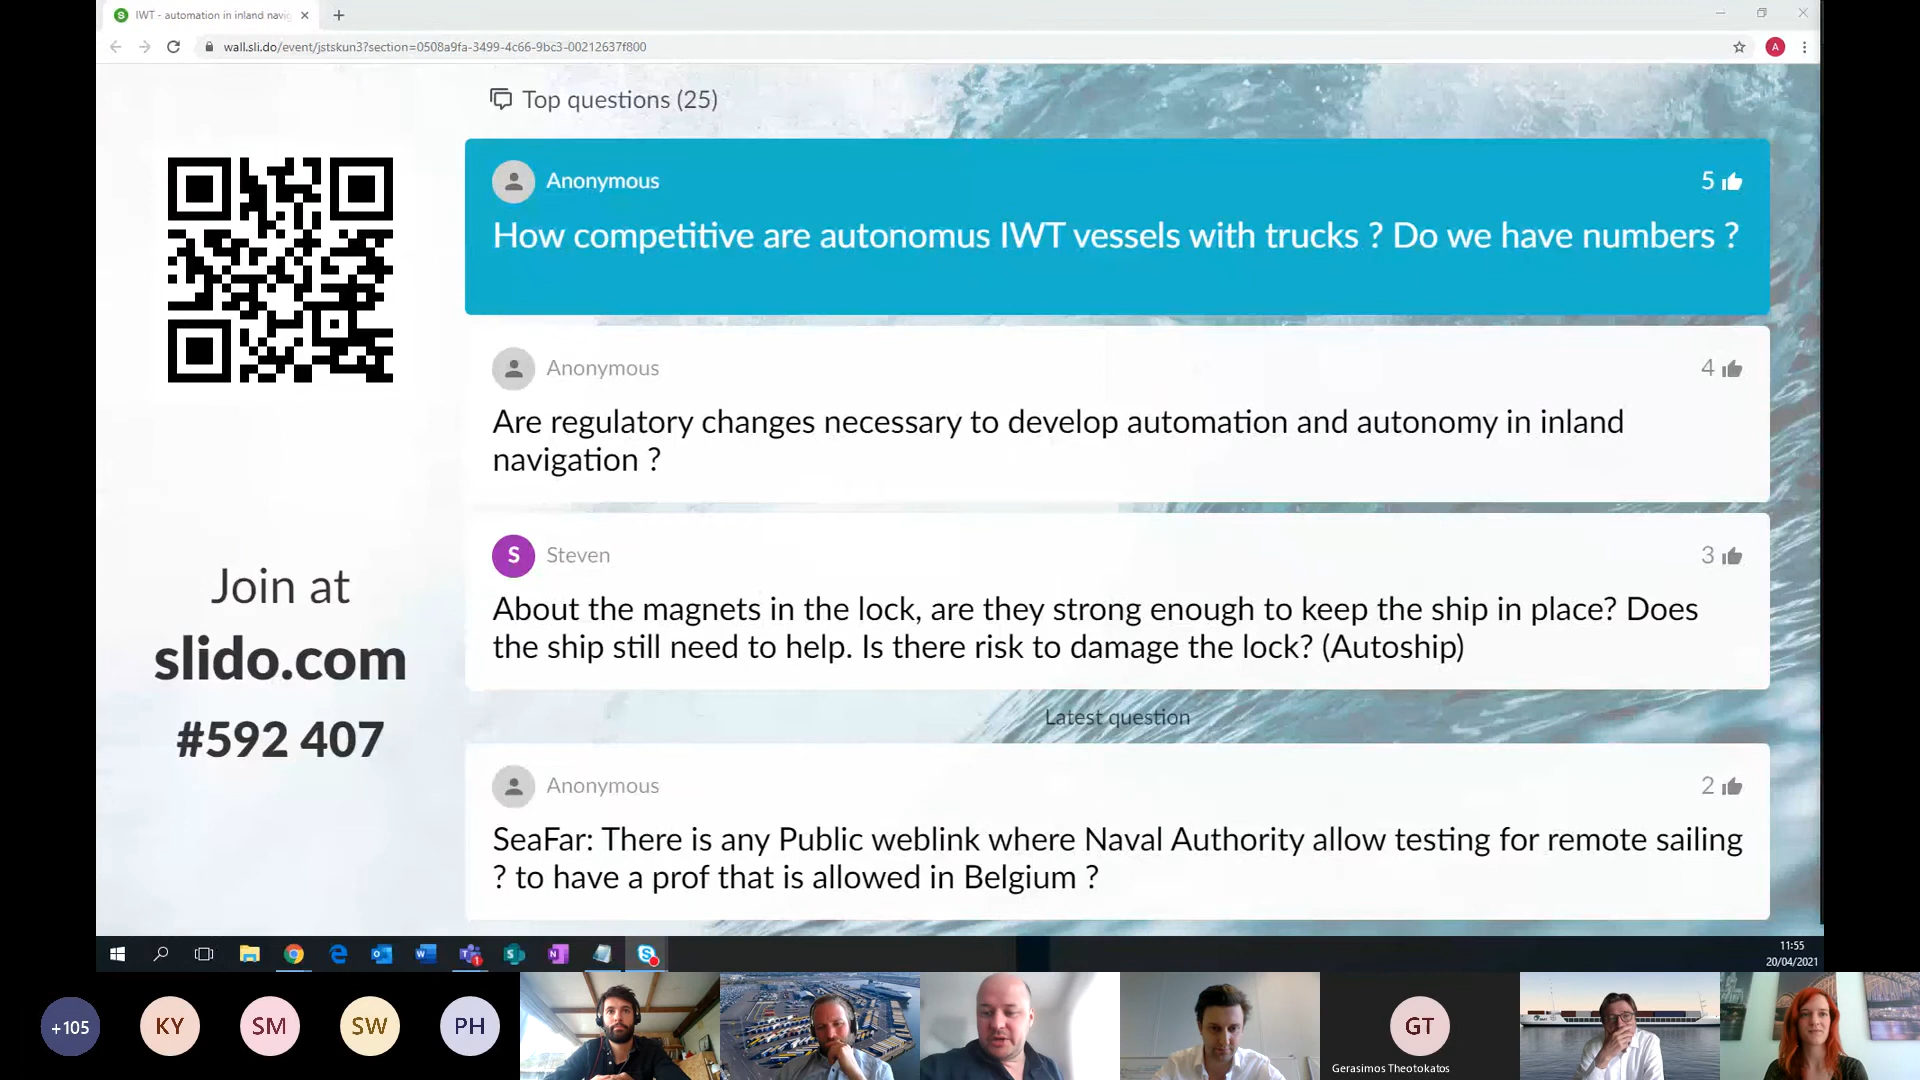 IWT - automation in inland navig
wall.sli.do/event/jstskun3?section=0508a9fa-3499-4c66-9bc3-00212637f800
A
Top questions (25)
Anonymous
5
How competitive are autonomus IWT vessels with trucks ? Do we have numbers ?
Anonymous
4
Are regulatory changes necessary to develop automation and autonomy in inland
navigation ?
S
Steven
3
About the magnets in the lock, are they strong enough to keep the ship in place? Does
the ship still need to help. Is there risk to damage the lock? (Autoship)
Latest question
Anonymous
2
SeaFar: There is any Public weblink where Naval Authority allow testing for remote sailing
? to have a prof that is allowed in Belgium ?
Join at
slido.com
#592 407
11:55
20/04/2021
+105
KY
SM
SW
PH
GT
Gerasimos Theotokatos